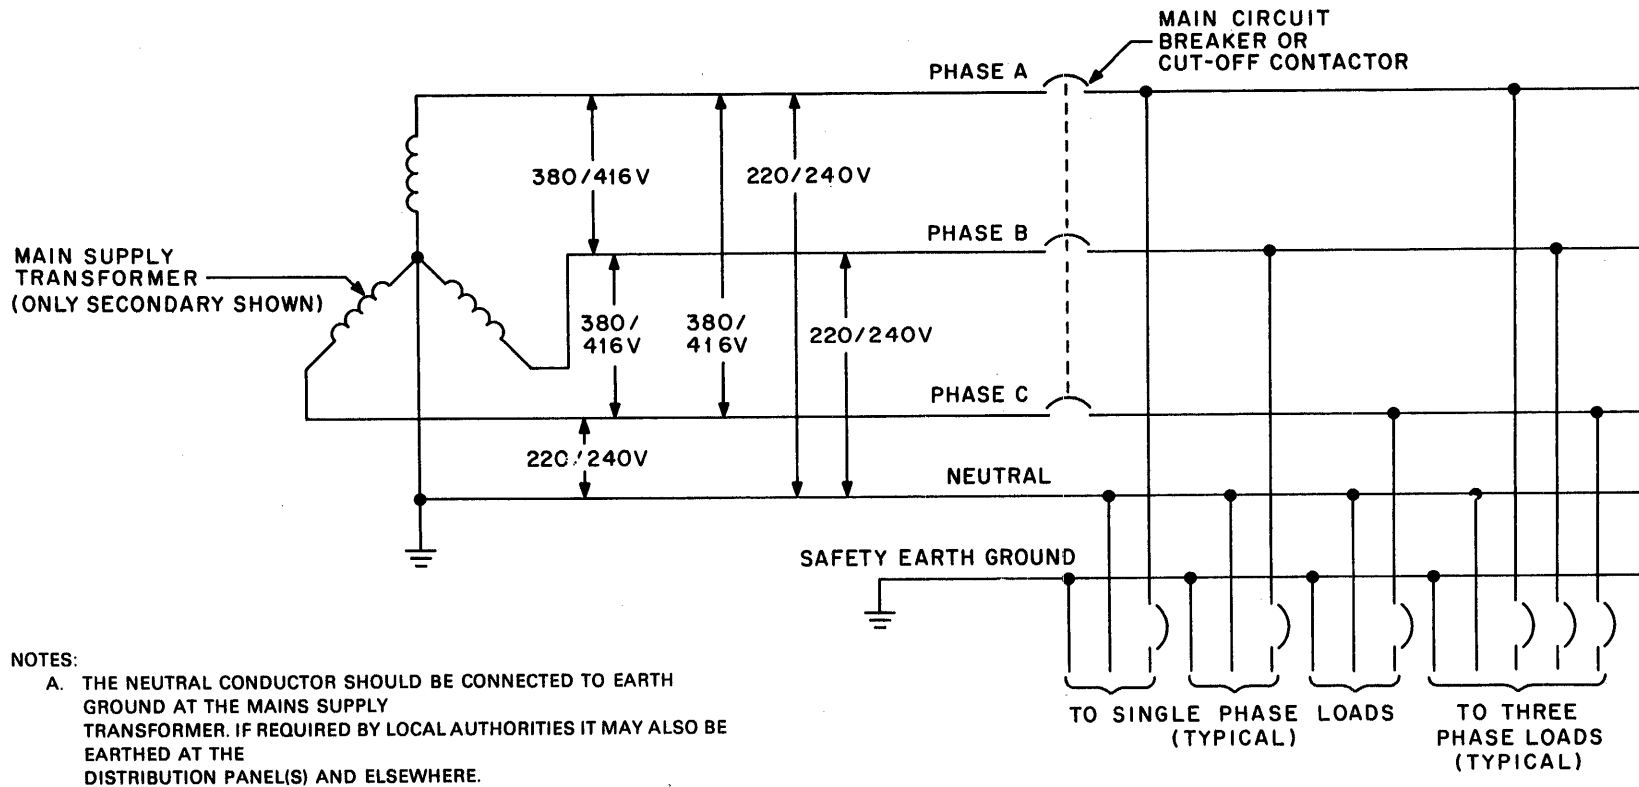 MAIN CIRCUIT
BREAKER OR
CUT-OFF CONTACTOR
PHASE A
380/416V
220/240V
PHASE B
MAIN SUPPLY
TRANSFORMER
(ONLY SECONDARY SHOWN)
380/
416V
380/
416V
220/240V
PHASE C
220/240V
NEUTRAL
SAFETY EARTH GROUND
TO SINGLE PHASE LOADS
(TYPICAL)
TO THREE
PHASE LOADS
(TYPICAL)
NOTES:
A. THE NEUTRAL CONDUCTOR SHOULD BE CONNECTED TO EARTH
GROUND AT THE MAINS SUPPLY
TRANSFORMER. IF REQUIRED BY LOCAL AUTHORITIES IT MAY ALSO BE
EARTHED AT THE
DISTRIBUTION PANEL(S) AND ELSEWHERE.